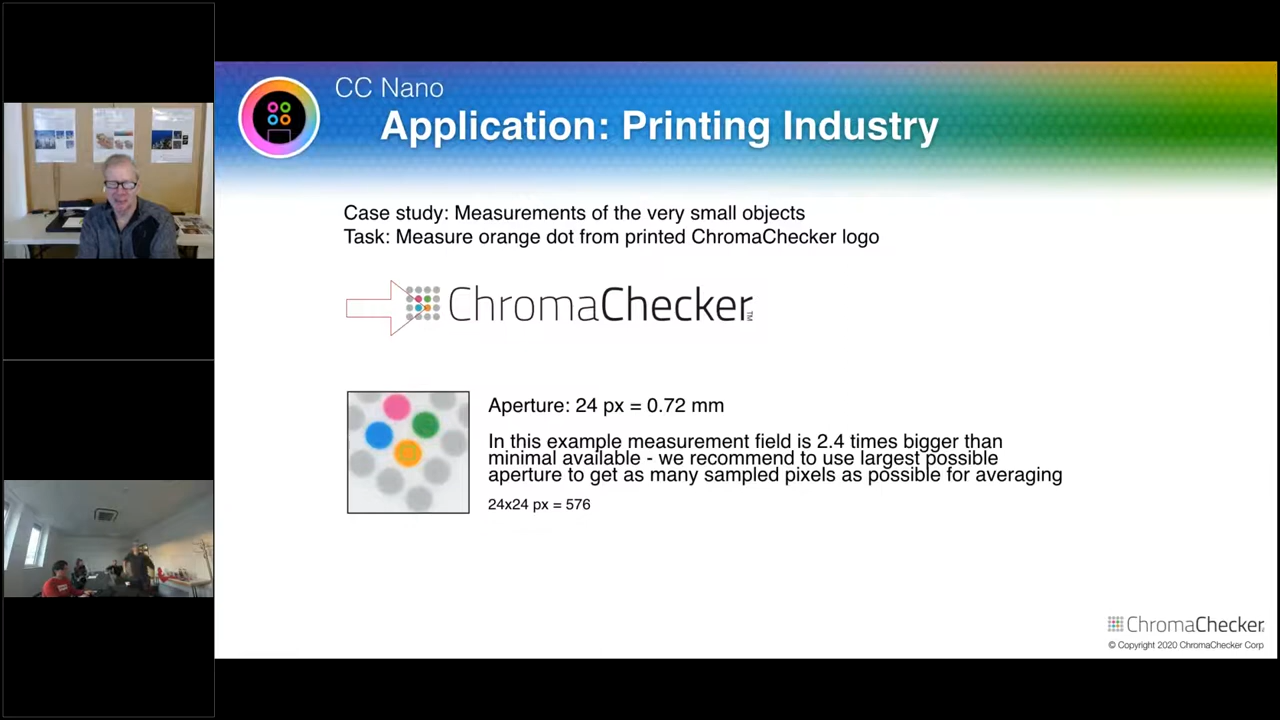 CC Nano
Application: Printing Industry
Case study: Measurements of the very small objects
Task: Measure orange dot from printed ChromaChecker logo
ChromaChecker™
Aperture: 24 px = 0.72 mm
In this example measurement field is 2.4 times bigger than
minimal available - we recommend to use largest possible
aperture to get as many sampled pixels as possible for averaging
24x24 px = 576
ChromaChecker
© Copyright 2020 ChromaChecker Corp